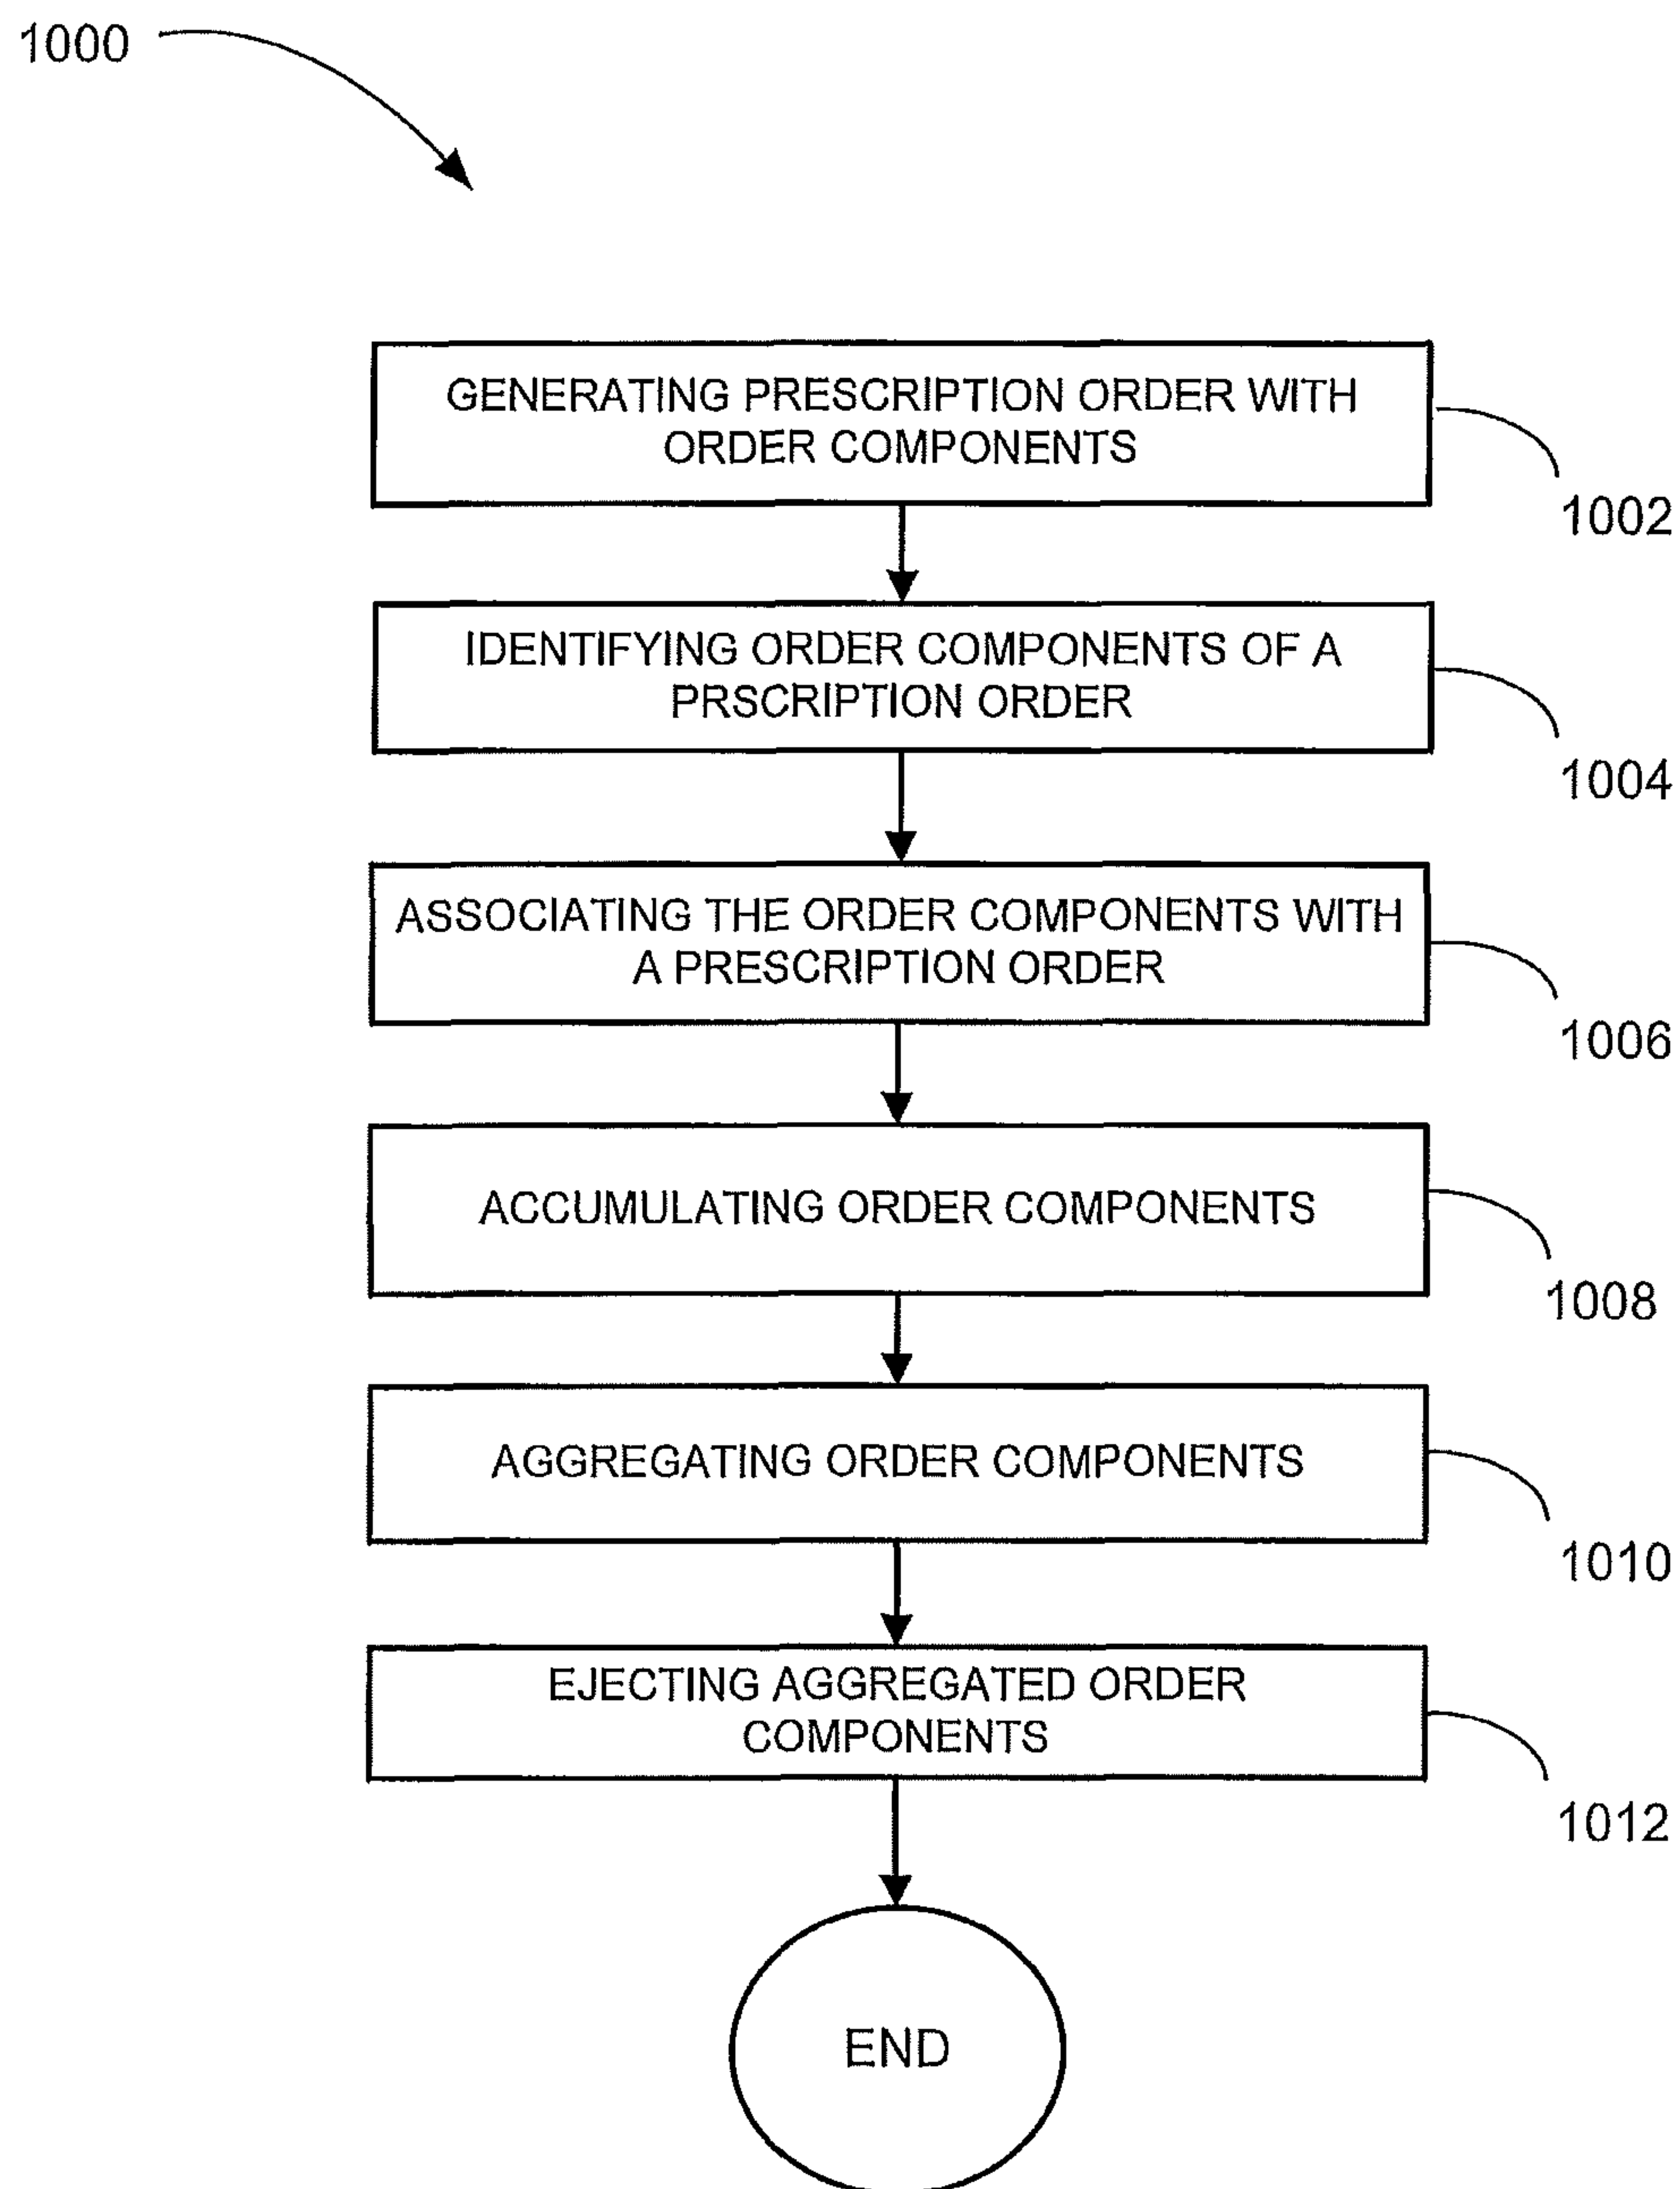 1000
GENERATING PRESCRIPTION ORDER WITH
ORDER COMPONENTS
1002
IDENTIFYING ORDER COMPONENTS OF A
PRSCRIPTION ORDER
1004
ASSOCIATING THE ORDER COMPONENTS WITH
A PRESCRIPTION ORDER
1006
ACCUMULATING ORDER COMPONENTS
1008
AGGREGATING ORDER COMPONENTS
1010
EJECTING AGGREGATED ORDER
COMPONENTS
1012
END